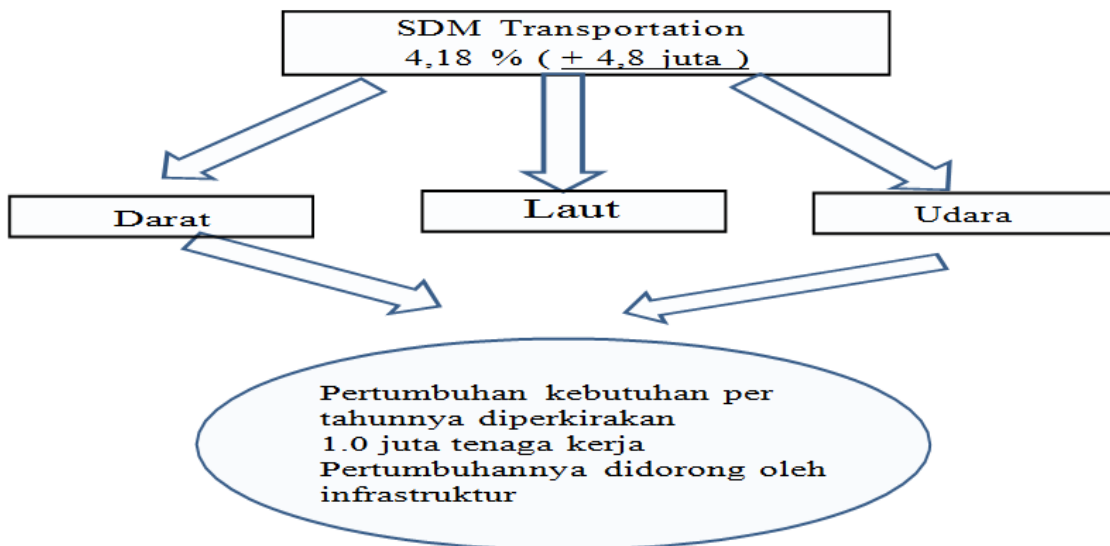 SDM Transportation
4,18 % ( + 4,8 juta )
Darat
Laut
Udara
Pertumbuhan kebutuhan per
tahunnya diperkirakan
1.0 juta tenaga kerja
Pertumbuhannya didorong oleh
infrastruktur